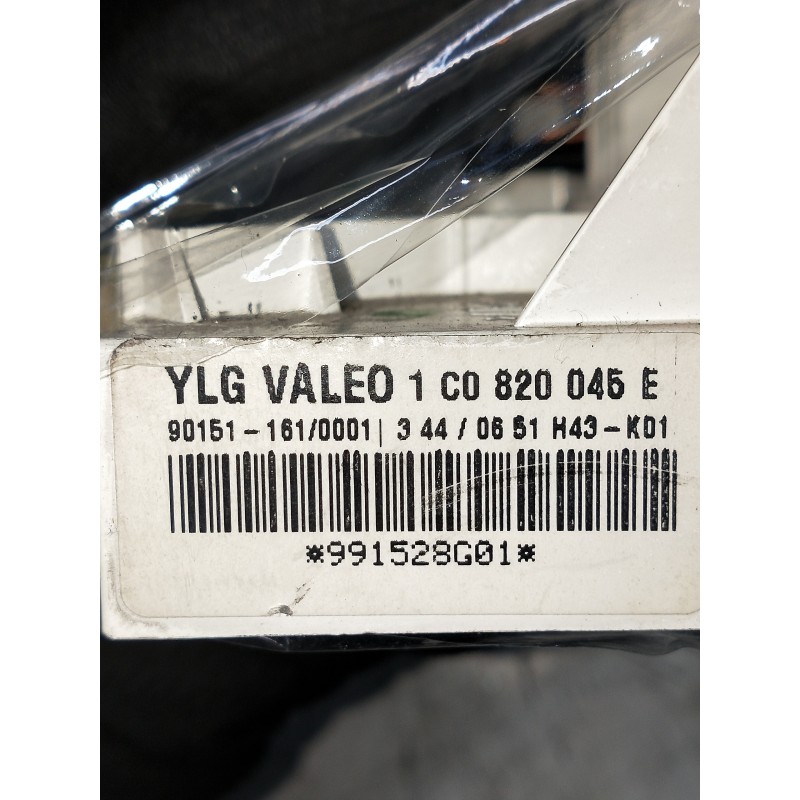 YLG VALEO 1 C0 820 045 E
90151-161/0001| 3 44 / 06 51 H43-K01
*991528G01*